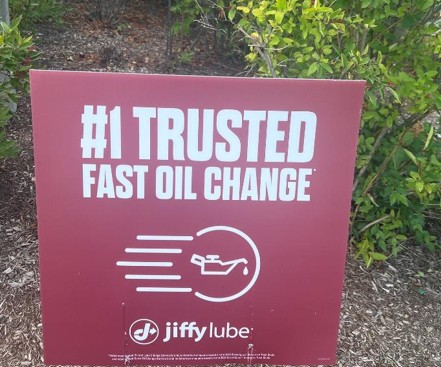 #1 TRUSTED
FAST OIL CHANGE*
jiffy lube